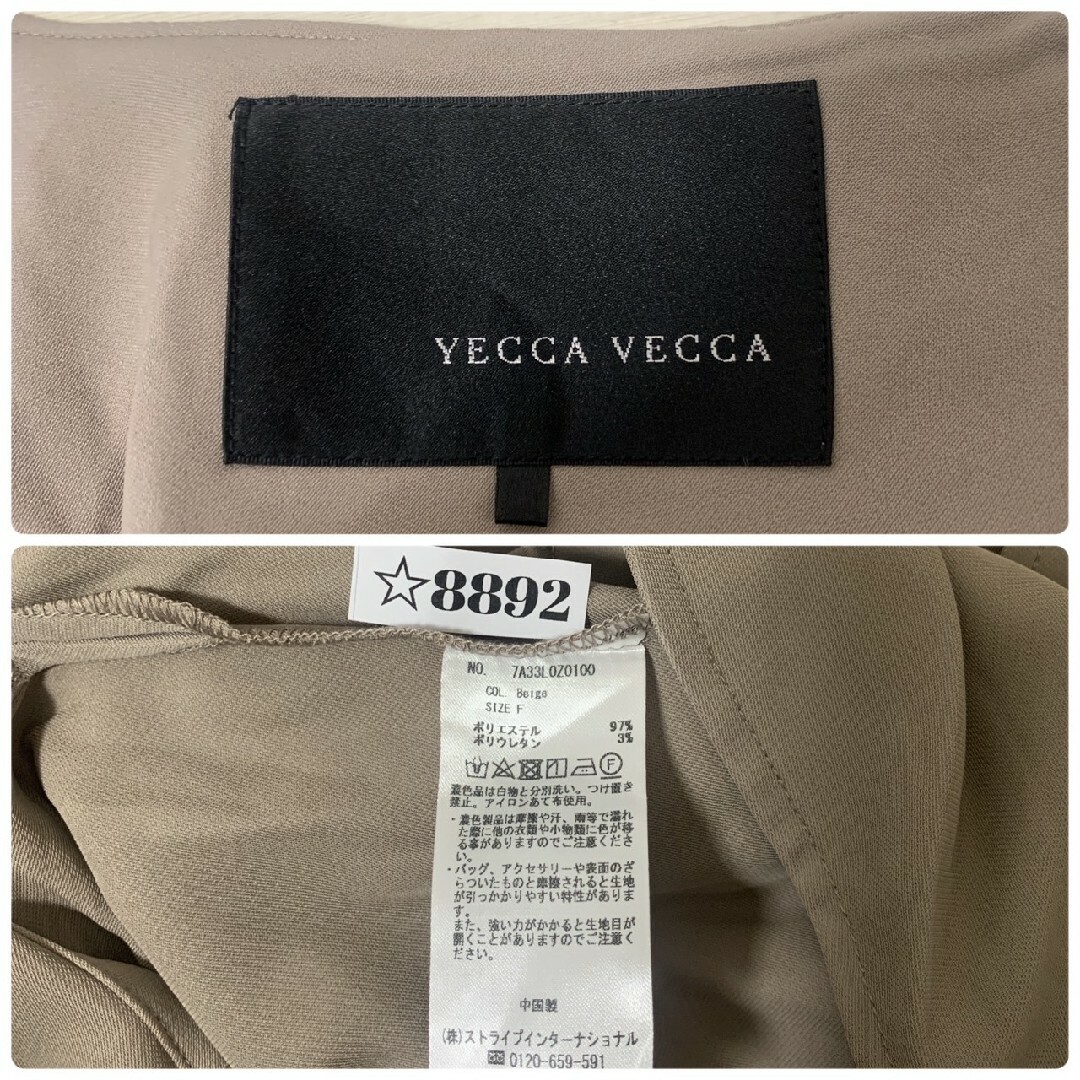 YECCA VECCA
☆8892
NO. 7A33L0Z0100
COL. Beige
SIZE F
ポリエステル 97%
ポリウレタン 3%
F
濃色品は白物と分別洗い。つけ置き
禁止。アイロンあて布使用。
・濃色製品は摩擦や汗、雨等で濡れ
た際に他の衣類や小物類に色が移
る事がありますのでご注意くださ
い。
・バッグ、アクセサリーや表面のざ
らついたものと摩擦されると生地
が引っかかりやすい特性がありま
す。
また、強い力がかかると生地目が
開くことがありますのでご注意く
ださい。
中国製
(株)ストライプインターナショナル
0120-659-591